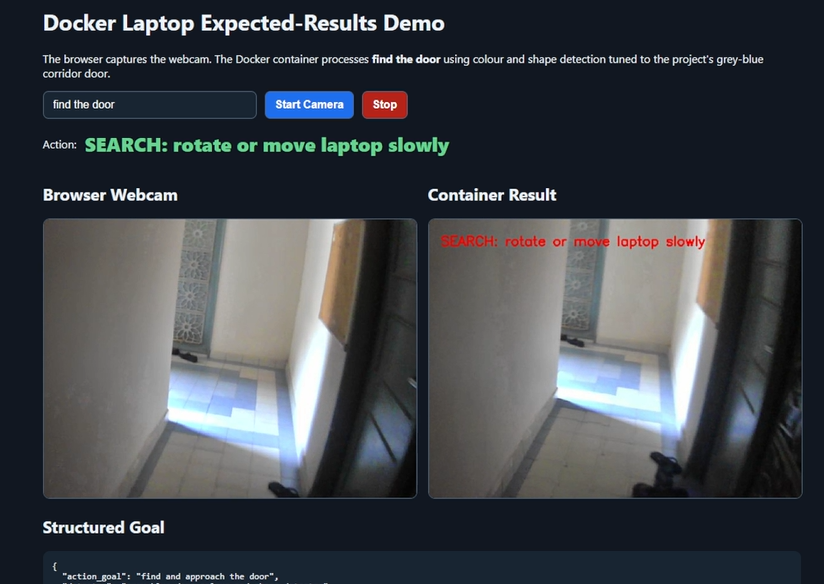 Docker Laptop Expected-Results Demo
The browser captures the webcam. The Docker container processes find the door using colour and shape detection tuned to the project's grey-blue
corridor door.
find the door
Start Camera
Stop
Action: SEARCH: rotate or move laptop slowly
Browser Webcam
Container Result
SEARCH: rotate or move laptop slowly
Structured Goal
{
"action_goal": "find and approach the door",